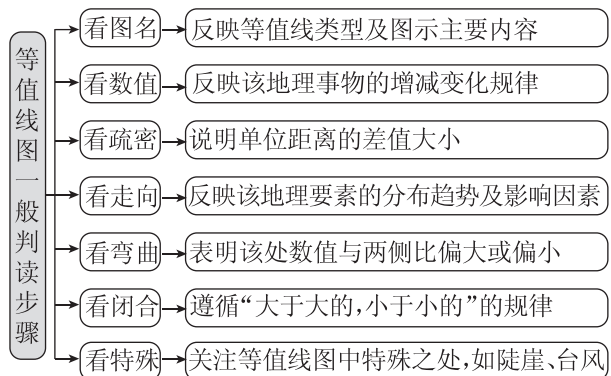 等值线图一般判读步骤
看图名
反映等值线类型及图示主要内容
看数值
反映该地理事物的增减变化规律
看疏密
说明单位距离的差值大小
看走向
反映该地理要素的分布趋势及影响因素
看弯曲
表明该处数值与两侧比偏大或偏小
看闭合
遵循“大于大的,小于小的”的规律
看特殊
关注等值线图中特殊之处,如陡崖、台风